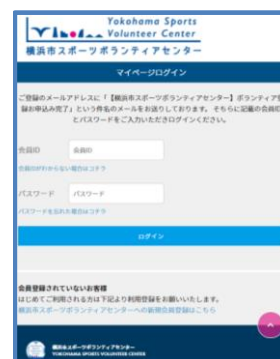 Yokohama Sports
Volunteer Center
横浜市スポーツボランティアセンター
マイページログイン
ご登録のメールアドレスに「【横浜市スポーツボランティアセンター】ボランティア登
録お申込み完了」という件名のメールをお送りしております。そちらに記載の会員ID
とパスワードをご入力いただきログインください。
会員ID 会員ID
会員IDがわからない場合はコチラ
パスワード パスワード
パスワードを忘れた場合はコチラ
ログイン
会員登録されていないお客様
はじめてご利用される方は下記より利用登録をお願いいたします。
横浜市スポーツボランティアセンターへの新規会員登録はこちら
横浜市スポーツボランティアセンター
YOKOHAMA SPORTS VOLUNTEER CENTER